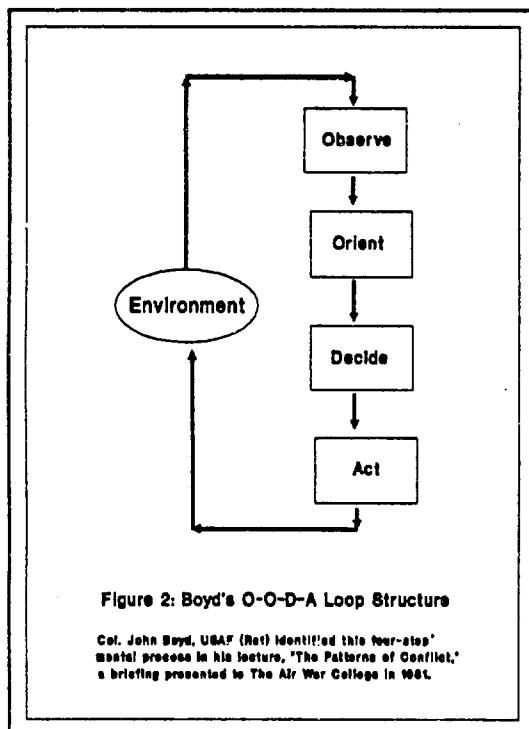 Observe
Orient
Environment
Decide
Act
Figure 2: Boyd's O-O-D-A Loop Structure
Col. John Boyd, USAF (Ret) identified this four-step
mental process in his lecture, "The Patterns of Conflict,"
a briefing presented to The Air War College in 1981.